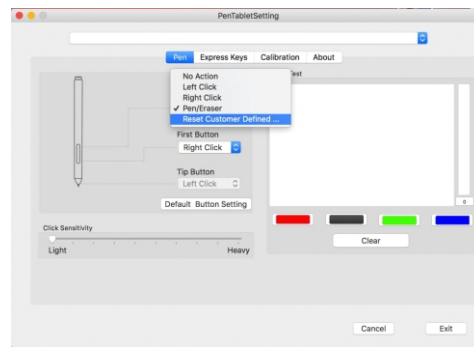 PenTabletSetting
Pen Express Keys Calibration About
No Action
Left Click
Right Click
✓ Pen/Eraser
Reset Customer Defined ...
Test
First Button
Right Click
Tip Button
Left Click
Default Button Setting
0
Click Sensitivity
Light Heavy
Clear
Cancel Exit